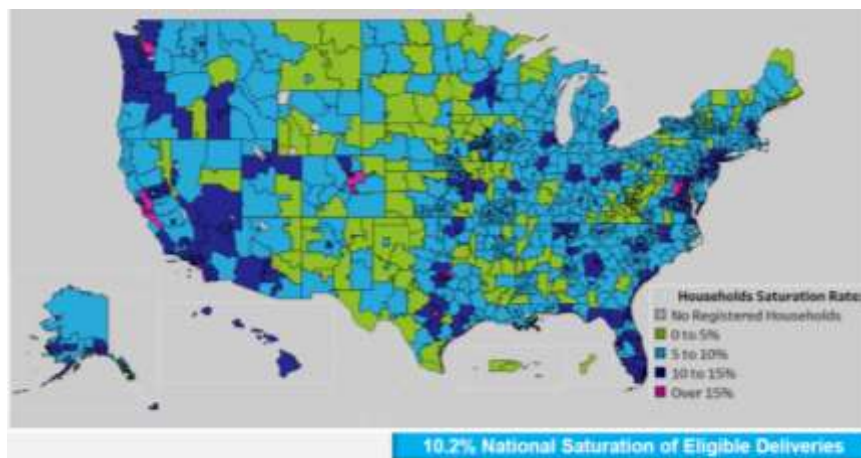 Households Saturation Rate:
No Registered Households
0 to 5%
5 to 10%
10 to 15%
Over 15%
10.2% National Saturation of Eligible Deliveries